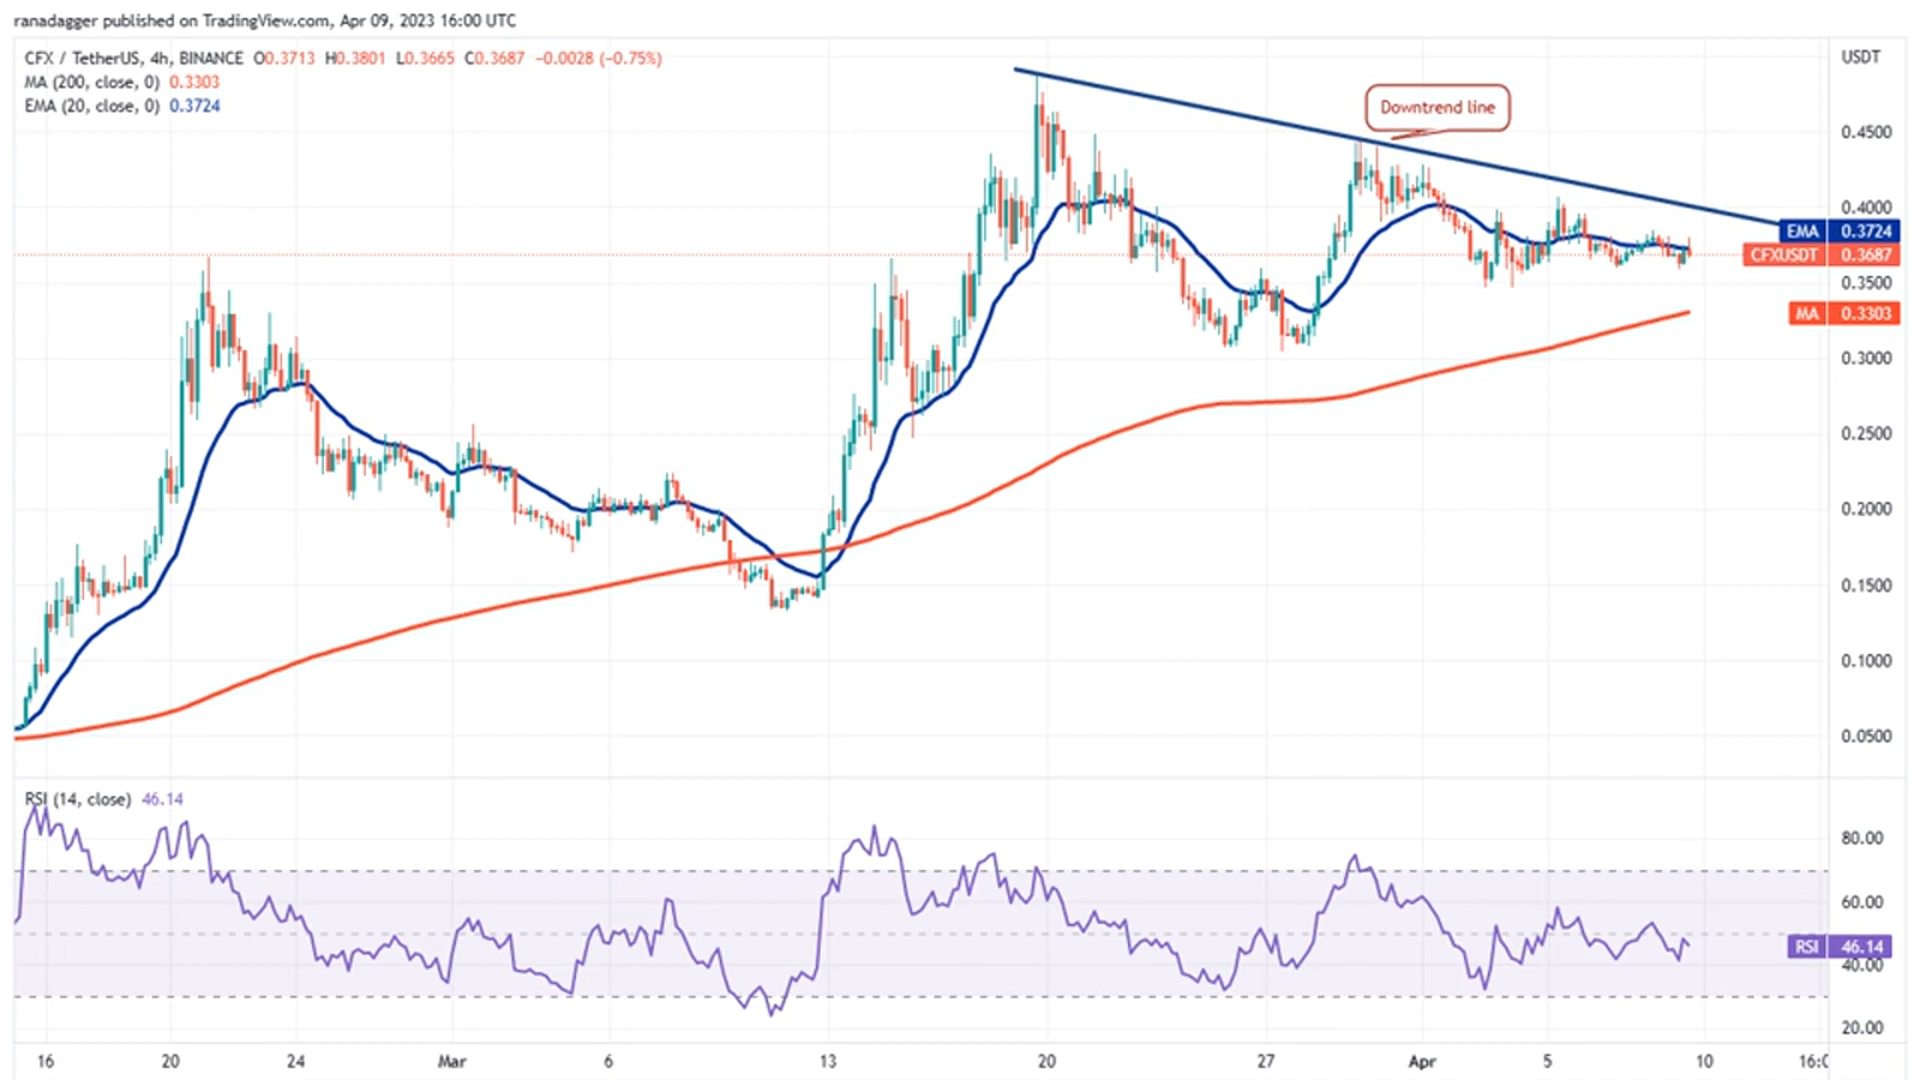 ranadagger published on TradingView.com, Apr 09, 2023 16:00 UTC
CFX / TetherUS, 4h, BINANCE O0.3713 H0.3801 L0.3665 C0.3687 −0.0028 (−0.75%)
MA (200, close, 0) 0.3303
EMA (20, close, 0) 0.3724
USDT
Downtrend line
0.4500
0.4000
EMA 0.3724
CFXUSDT 0.3687
0.3500
MA 0.3303
0.3000
0.2500
0.2000
0.1500
0.1000
0.0500
RSI (14, close) 46.14
80.00
60.00
RSI 46.14
40.00
20.00
16 20 24 Mar 6 13 20 27 Apr 5 10 16:0